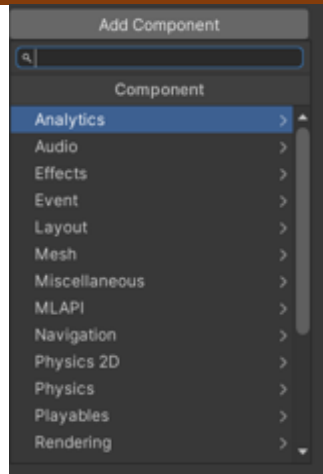 Add Component
Component
Analytics
Audio
Effects
Event
Layout
Mesh
Miscellaneous
MLAPI
Navigation
Physics 2D
Physics
Playables
Rendering